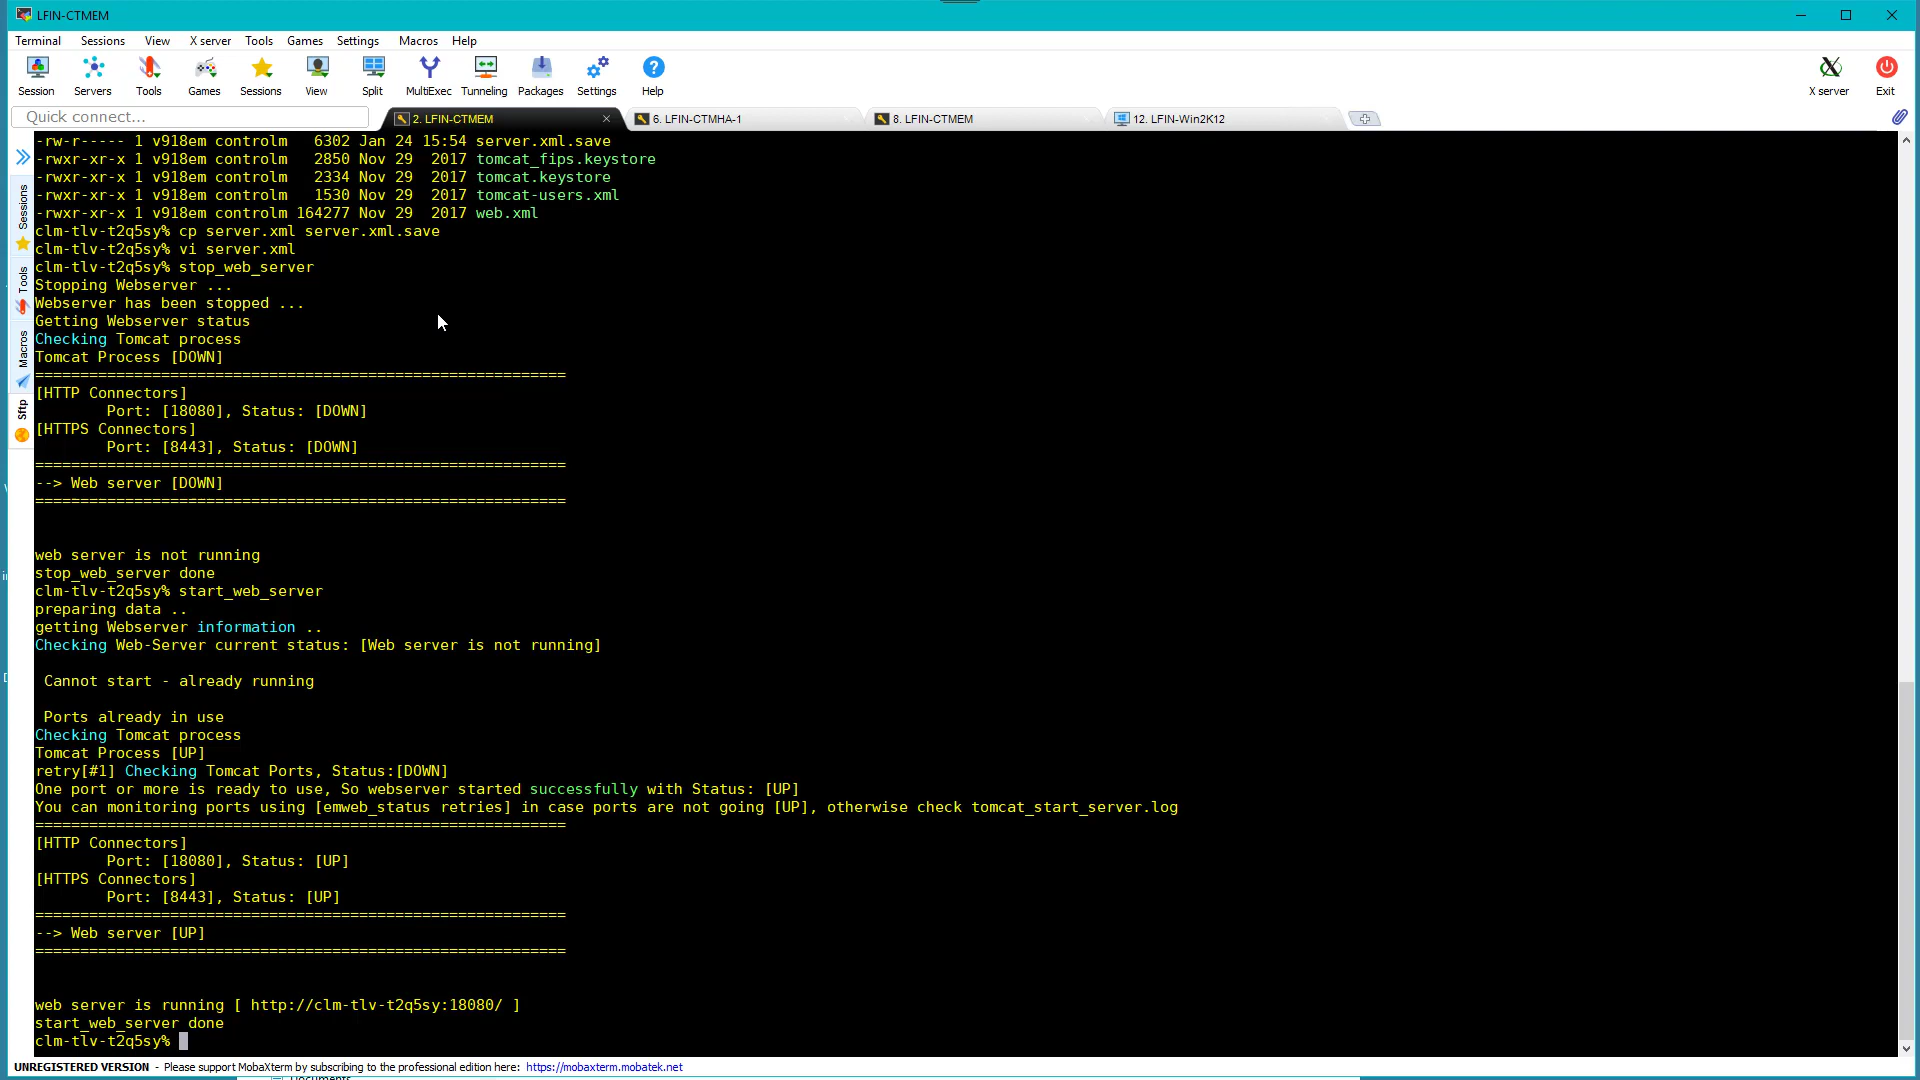 LFIN-CTMEM
Terminal Sessions View X server Tools Games Settings Macros Help
Session Servers Tools Games Sessions View Split MultiExec Tunneling Packages Settings Help X server Exit
Quick connect... 2. LFIN-CTMEM 6. LFIN-CTMHA-1 8. LFIN-CTMEM 12. LFIN-Win2K12
Sessions
Tools
Macros
Sftp
-rw-r----- 1 v918em controlm   6302 Jan 24 15:54 server.xml.save
-rwxr-xr-x 1 v918em controlm   2850 Nov 29  2017 tomcat_fips.keystore
-rwxr-xr-x 1 v918em controlm   2334 Nov 29  2017 tomcat.keystore
-rwxr-xr-x 1 v918em controlm   1530 Nov 29  2017 tomcat-users.xml
-rwxr-xr-x 1 v918em controlm 164277 Nov 29  2017 web.xml
clm-tlv-t2q5sy% cp server.xml server.xml.save
clm-tlv-t2q5sy% vi server.xml
clm-tlv-t2q5sy% stop_web_server
Stopping Webserver ...
Webserver has been stopped ...
Getting Webserver status
Checking Tomcat process
Tomcat Process [DOWN]
===========================================================
[HTTP Connectors]
        Port: [18080], Status: [DOWN]
[HTTPS Connectors]
        Port: [8443], Status: [DOWN]
===========================================================
--> Web server [DOWN]
===========================================================
web server is not running
stop_web_server done
clm-tlv-t2q5sy% start_web_server
preparing data ..
getting Webserver information ..
Checking Web-Server current status: [Web server is not running]
 Cannot start - already running
 Ports already in use
Checking Tomcat process
Tomcat Process [UP]
retry[#1] Checking Tomcat Ports, Status:[DOWN]
One port or more is ready to use, So webserver started successfully with Status: [UP]
You can monitoring ports using [emweb_status retries] in case ports are not going [UP], otherwise check tomcat_start_server.log
===========================================================
[HTTP Connectors]
        Port: [18080], Status: [UP]
[HTTPS Connectors]
        Port: [8443], Status: [UP]
===========================================================
--> Web server [UP]
===========================================================
web server is running [ http://clm-tlv-t2q5sy:18080/ ]
start_web_server done
clm-tlv-t2q5sy%
UNREGISTERED VERSION - Please support MobaXterm by subscribing to the professional edition here: https://mobaxterm.mobatek.net